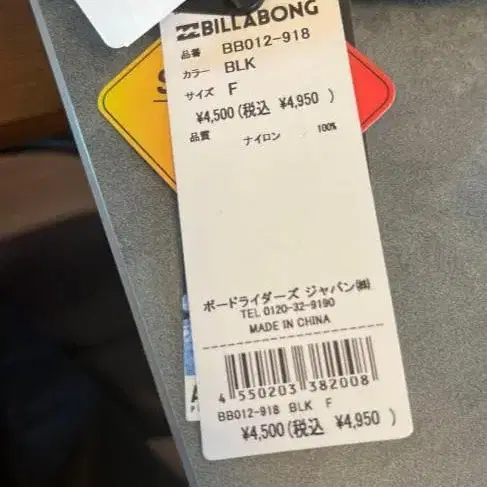 BILLABONG
品番 BB012-918
カラー BLK
サイズ F
¥4,500(税込 ¥4,950 )
品質 ナイロン 100%
ボードライダーズ ジャパン㈱
TEL 0120-32-9190
MADE IN CHINA
4 550203 382008
BB012-918 BLK F
¥4,500(税込 ¥4,950 )